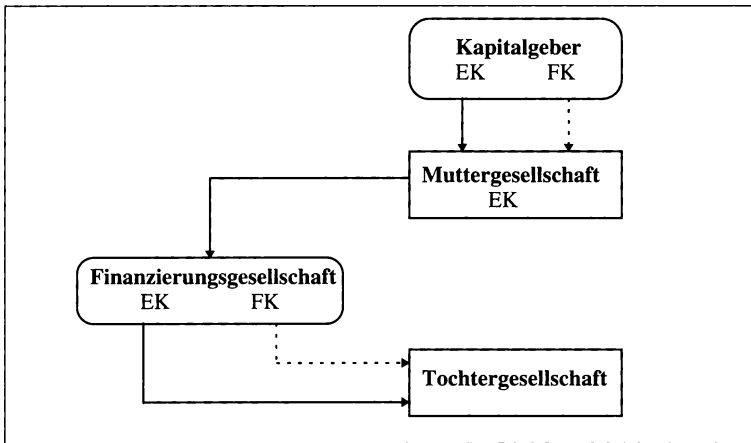 Kapitalgeber
EK FK
Muttergesellschaft
EK
Finanzierungsgesellschaft
EK FK
Tochtergesellschaft